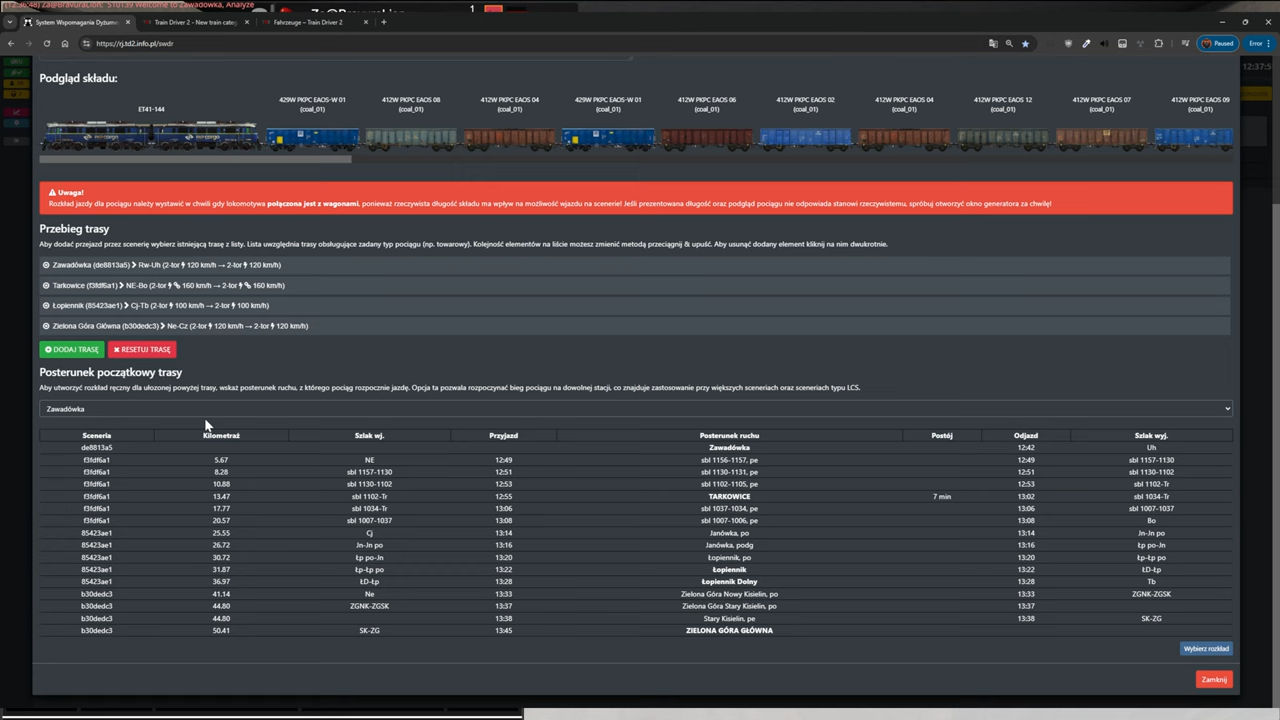 (12:36:48) Za@BravuraLion: S10139 Welcome to Zawadówka, Analyze
System Wspomagania Dyżurne
Train Driver 2 - New train categ
Fahrzeuge – Train Driver 2
https://rj.td2.info.pl/swdr
Paused
Error
12:37:5
Podgląd składu:
ET41-144
429W PKPC EAOS-W 01 (coal_01)
412W PKPC EAOS 08 (coal_01)
412W PKPC EAOS 04 (coal_01)
429W PKPC EAOS-W 01 (coal_01)
412W PKPC EAOS 06 (coal_01)
412W PKPC EAOS 02 (coal_01)
412W PKPC EAOS 04 (coal_01)
412W PKPC EAOS 12 (coal_01)
412W PKPC EAOS 07 (coal_01)
412W PKPC EAOS 09 (coal_01)
Uwaga!
Rozkład jazdy dla pociągu należy wystawić w chwili gdy lokomotywa połączona jest z wagonami, ponieważ rzeczywista długość składu ma wpływ na możliwość wjazdu na scenerie! Jeśli prezentowana długość oraz podgląd pociągu nie odpowiada stanowi rzeczywistemu, spróbuj otworzyć okno generatora za chwilę!
Przebieg trasy
Aby dodać przejazd przez scenerię wybierz istniejącą trasę z listy. Lista uwzględnia trasy obsługujące zadany typ pociągu (np. towarowy). Kolejność elementów na liście możesz zmienić metodą przeciągnij & upuść. Aby usunąć dodany element kliknij na nim dwukrotnie.
Zawadówka (de8813a5) Rw-Uh (2-tor 120 km/h → 2-tor 120 km/h)
Tarkowice (f3fdf6a1) NE-Bo (2-tor 160 km/h → 2-tor 160 km/h)
Łopiennik (85423ae1) Cj-Tb (2-tor 100 km/h → 2-tor 100 km/h)
Zielona Góra Główna (b30dedc3) Ne-Cz (2-tor 120 km/h → 2-tor 120 km/h)
DODAJ TRASĘ RESETUJ TRASĘ
Posterunek początkowy trasy
Aby utworzyć rozkład ręczny dla ułożonej powyżej trasy, wskaż posterunek ruchu, z którego pociąg rozpocznie jazdę. Opcja ta pozwala rozpoczynać bieg pociągu na dowolnej stacji, co znajduje zastosowanie przy większych sceneriach oraz sceneriach typu LCS.
Zawadówka
Sceneria Kilometraż Szlak wj. Przyjazd Posterunek ruchu Postój Odjazd Szlak wyj.
de8813a5 Zawadówka 12:42 Uh
f3fdf6a1 5.67 NE 12:49 sbl 1156-1157, pe 12:49 sbl 1157-1130
f3fdf6a1 8.28 sbl 1157-1130 12:51 sbl 1130-1131, pe 12:51 sbl 1130-1102
f3fdf6a1 10.88 sbl 1130-1102 12:53 sbl 1102-1105, pe 12:53 sbl 1102-Tr
f3fdf6a1 13.47 sbl 1102-Tr 12:55 TARKOWICE 7 min 13:02 sbl 1034-Tr
f3fdf6a1 17.77 sbl 1034-Tr 13:06 sbl 1037-1034, pe 13:06 sbl 1007-1037
f3fdf6a1 20.57 sbl 1007-1037 13:08 sbl 1007-1006, pe 13:08 Bo
85423ae1 25.55 Cj 13:14 Janówka, po 13:14 Jn-Jn po
85423ae1 26.72 Jn-Jn po 13:16 Janówka, podg 13:16 Łp po-Jn
85423ae1 30.72 Łp po-Jn 13:20 Łopiennik, po 13:20 Łp-Łp po
85423ae1 31.87 Łp-Łp po 13:22 Łopiennik 13:22 ŁD-Łp
85423ae1 36.97 ŁD-Łp 13:28 Łopiennik Dolny 13:28 Tb
b30dedc3 41.14 Ne 13:33 Zielona Góra Nowy Kisielin, po 13:33 ZGNK-ZGSK
b30dedc3 44.80 ZGNK-ZGSK 13:37 Zielona Góra Stary Kisielin, po 13:37
b30dedc3 44.80 13:38 Stary Kisielin, pe 13:38 SK-ZG
b30dedc3 50.41 SK-ZG 13:45 ZIELONA GÓRA GŁÓWNA
Wybierz rozkład
Zamknij